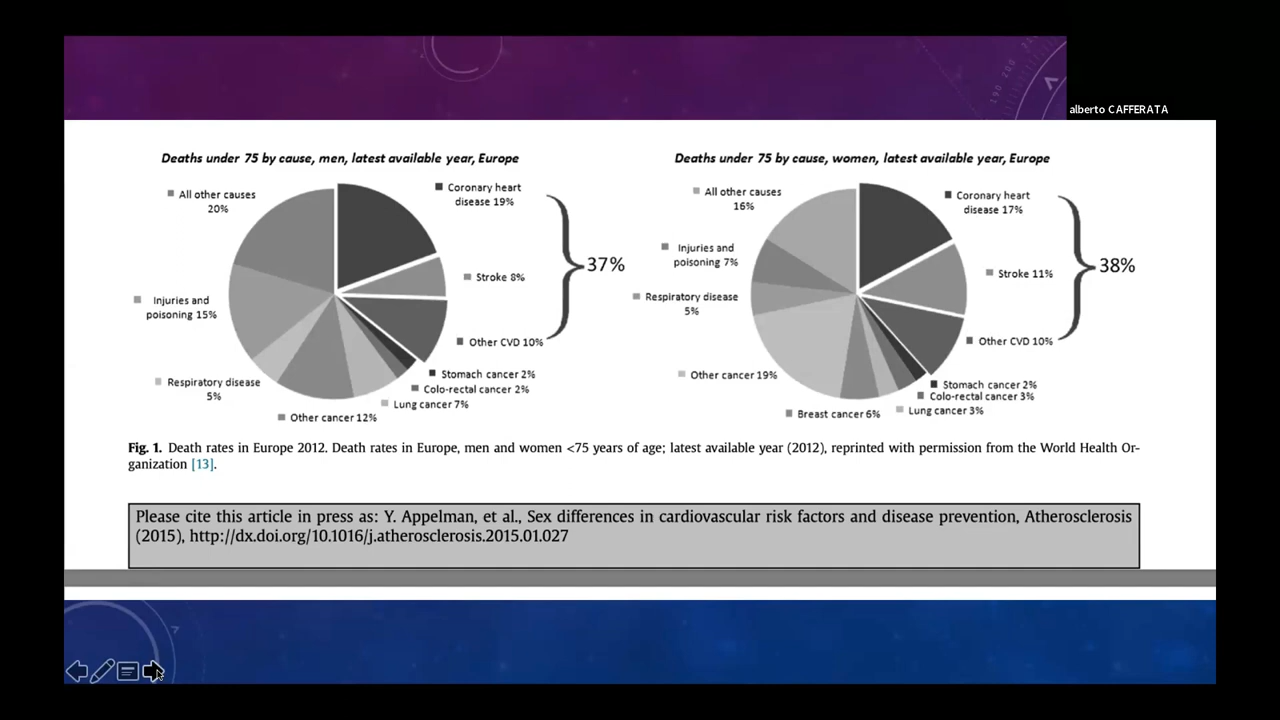 alberto CAFFERATA
Deaths under 75 by cause, men, latest available year, Europe
All other causes
20%
Coronary heart
disease 19%
37%
Stroke 8%
Injuries and
poisoning 15%
Other CVD 10%
Stomach cancer 2%
Respiratory disease
5%
Colo-rectal cancer 2%
Lung cancer 7%
Other cancer 12%
Deaths under 75 by cause, women, latest available year, Europe
All other causes
16%
Coronary heart
disease 17%
Injuries and
poisoning 7%
38%
Stroke 11%
Respiratory disease
5%
Other CVD 10%
Other cancer 19%
Stomach cancer 2%
Colo-rectal cancer 3%
Lung cancer 3%
Breast cancer 6%
Fig. 1. Death rates in Europe 2012. Death rates in Europe, men and women <75 years of age; latest available year (2012), reprinted with permission from the World Health Or-
ganization [13].
Please cite this article in press as: Y. Appelman, et al., Sex differences in cardiovascular risk factors and disease prevention, Atherosclerosis
(2015), http://dx.doi.org/10.1016/j.atherosclerosis.2015.01.027